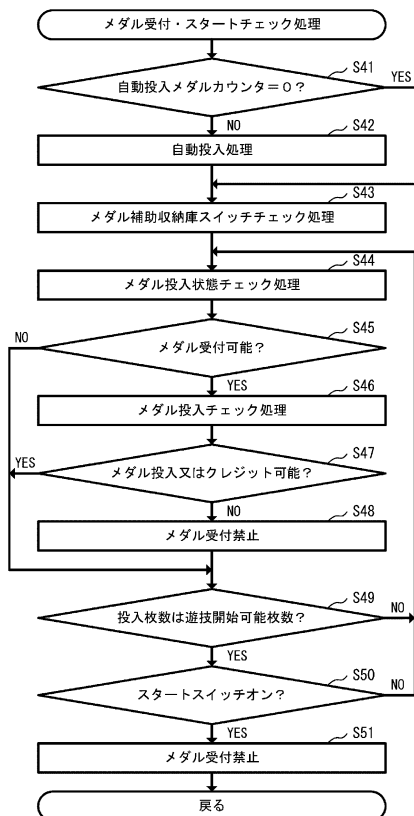 メダル受付・スタートチェック処理
S41
自動投入メダルカウンタ=0?
YES
NO
S42
自動投入処理
S43
メダル補助収納庫スイッチチェック処理
S44
メダル投入状態チェック処理
S45
NO
メダル受付可能?
YES
S46
メダル投入チェック処理
S47
YES
メダル投入又はクレジット可能?
NO
S48
メダル受付禁止
S49
投入枚数は遊技開始可能枚数?
NO
YES
S50
スタートスイッチオン?
NO
YES
S51
メダル受付禁止
戻る